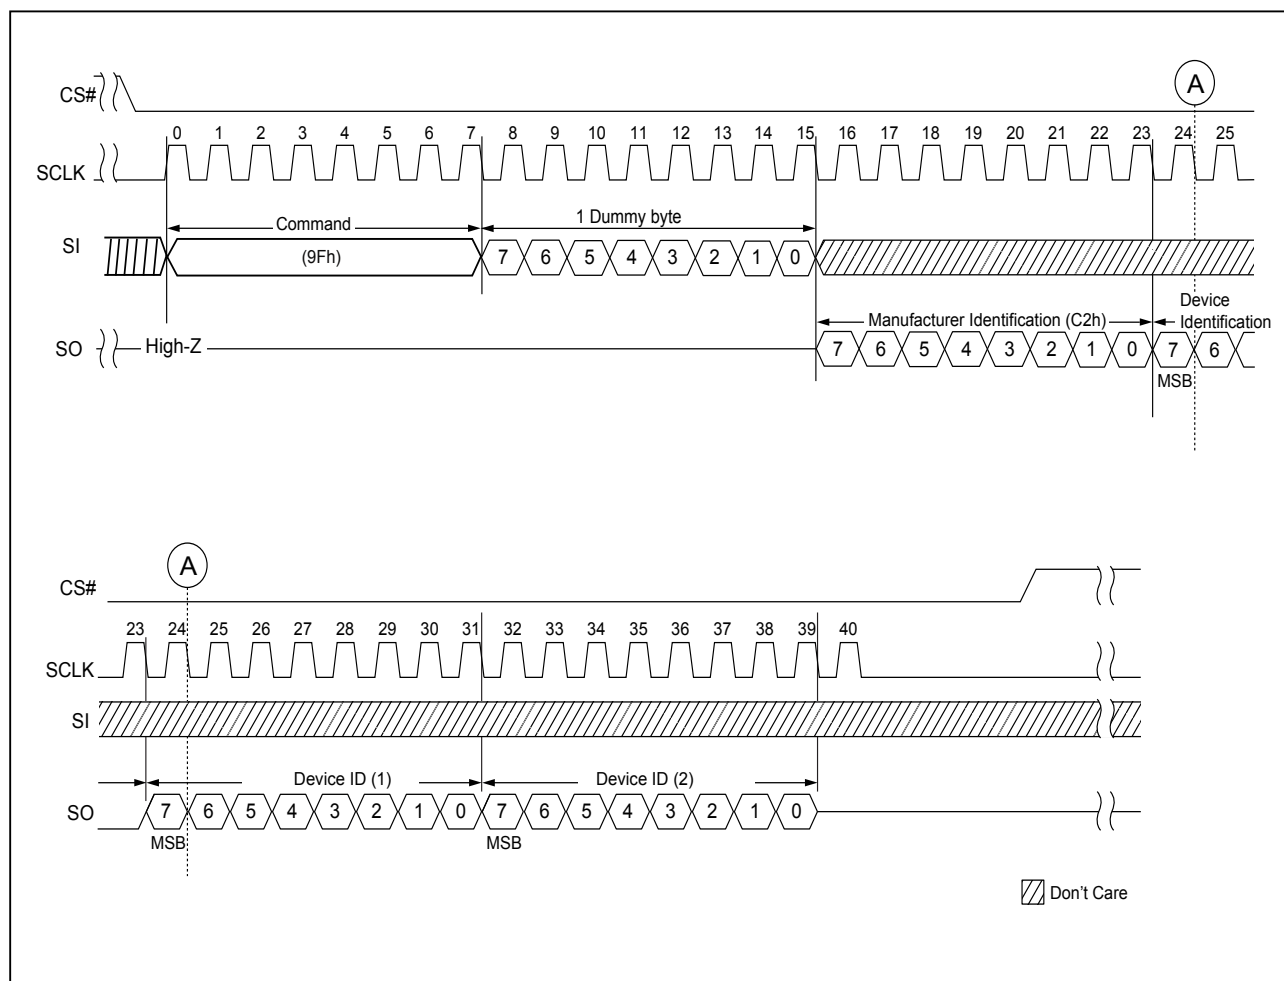 A
CS#
0 1 2 3 4 5 6 7 8 9 10 11 12 13 14 15 16 17 18 19 20 21 22 23 24 25
SCLK
Command
1 Dummy byte
SI
(9Fh)
7 6 5 4 3 2 1 0
Manufacturer Identification (C2h)
Device
Identification
SO
High-Z
7 6 5 4 3 2 1 0 7 6
MSB
A
CS#
23 24 25 26 27 28 29 30 31 32 33 34 35 36 37 38 39 40
SCLK
SI
Device ID (1)
Device ID (2)
SO
7 6 5 4 3 2 1 0 7 6 5 4 3 2 1 0
MSB
MSB
Don't Care